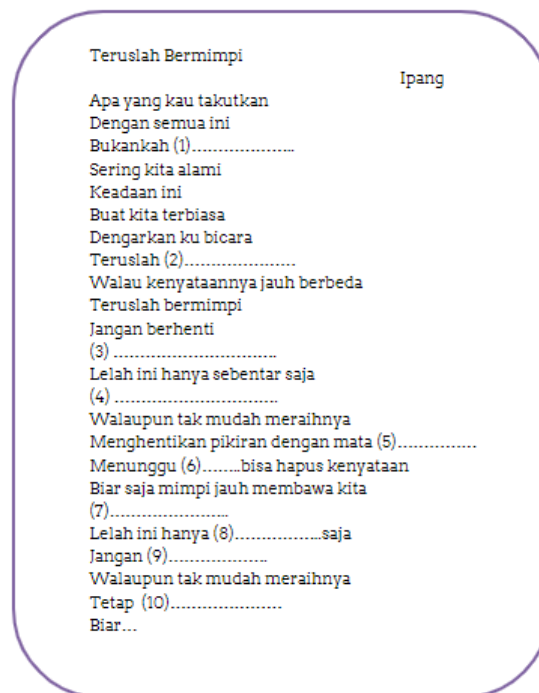 Teruslah Bermimpi
Ipang
Apa yang kau takutkan
Dengan semua ini
Bukankah (1)....................
Sering kita alami
Keadaan ini
Buat kita terbiasa
Dengarkan ku bicara
Teruslah (2).....................
Walau kenyataannya jauh berbeda
Teruslah bermimpi
Jangan berhenti
(3) ...............................
Lelah ini hanya sebentar saja
(4) ...............................
Walaupun tak mudah meraihnya
Menghentikan pikiran dengan mata (5)...............
Menunggu (6)........bisa hapus kenyataan
Biar saja mimpi jauh membawa kita
(7)......................
Lelah ini hanya (8).................saja
Jangan (9)...................
Walaupun tak mudah meraihnya
Tetap (10).....................
Biar...